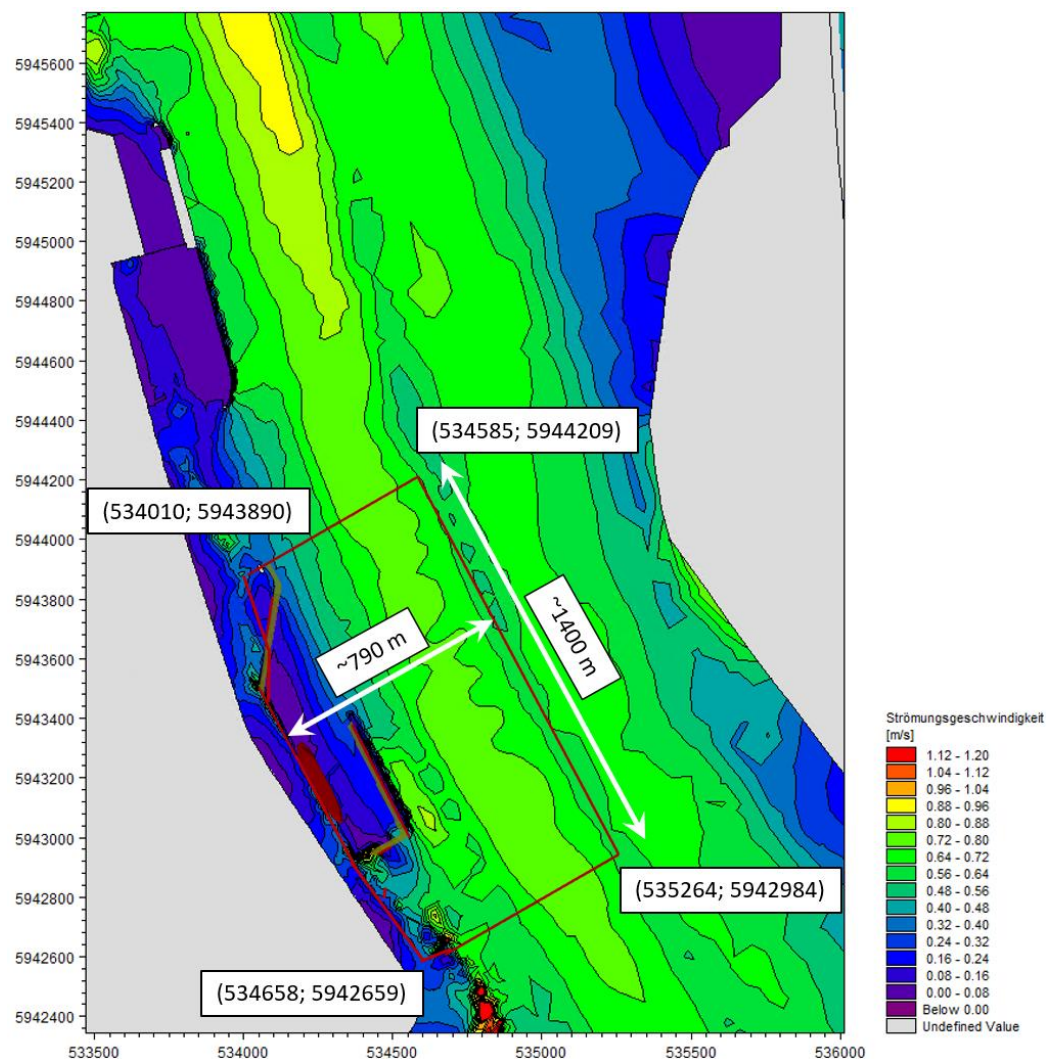 5945600
5945400
5945200
5945000
5944800
5944600
5944400
5944200
5944000
5943800
5943600
5943400
5943200
5943000
5942800
5942600
5942400
(534585; 5944209)
(534010; 5943890)
~790 m
~1400 m
(535264; 5942984)
(534658; 5942659)
533500 534000 534500 535000 535500 536000
Strömungsgeschwindigkeit
[m/s]
1.12 - 1.20
1.04 - 1.12
0.96 - 1.04
0.88 - 0.96
0.80 - 0.88
0.72 - 0.80
0.64 - 0.72
0.56 - 0.64
0.48 - 0.56
0.40 - 0.48
0.32 - 0.40
0.24 - 0.32
0.16 - 0.24
0.08 - 0.16
0.00 - 0.08
Below 0.00
Undefined Value